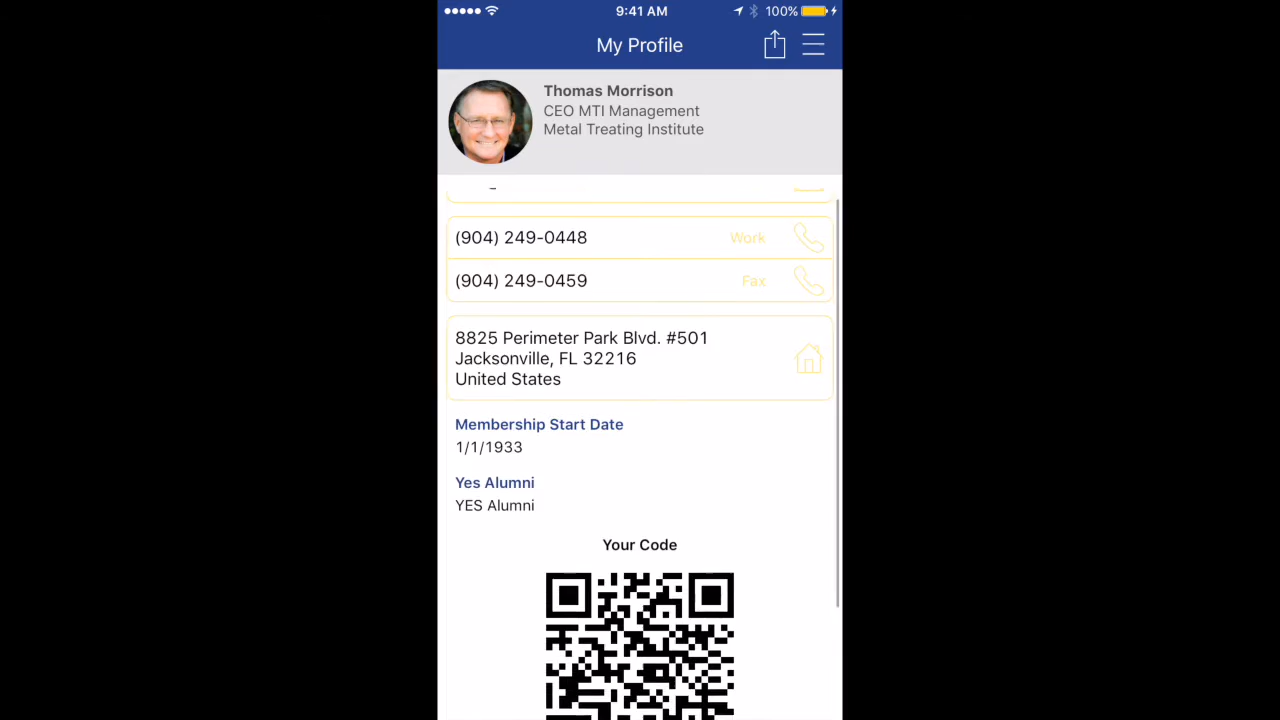 9:41 AM
100%
My Profile
Thomas Morrison
CEO MTI Management
Metal Treating Institute
(904) 249-0448
Work
(904) 249-0459
Fax
8825 Perimeter Park Blvd. #501
Jacksonville, FL 32216
United States
Membership Start Date
1/1/1933
Yes Alumni
YES Alumni
Your Code